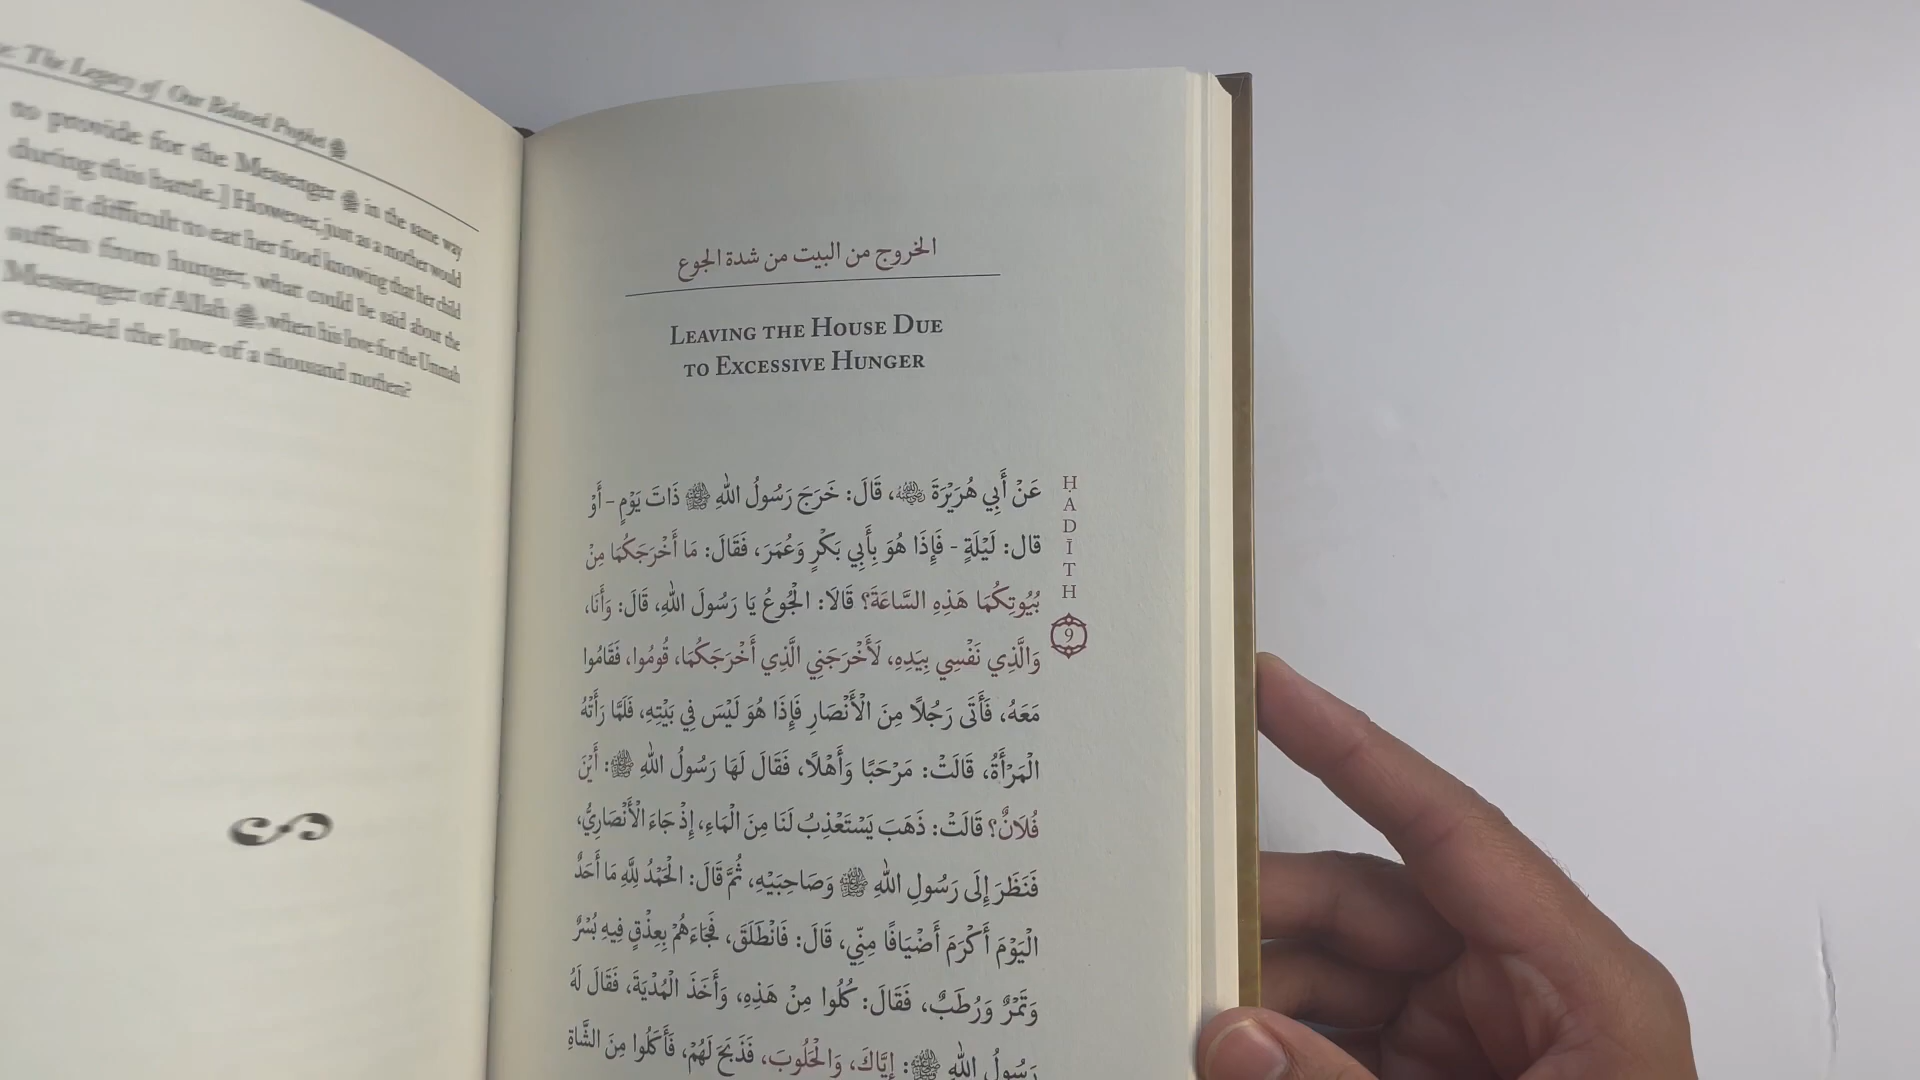 The Legacy of Our Beloved Prophet ﷺ
to provide for the Messenger ﷺ in the same way
during this battle.] However, just as a mother would
find it difficult to eat her food knowing that her child
suffers from hunger, what could be said about the
Messenger of Allah ﷺ, when his love for the Ummah
exceeded the love of a thousand mothers?
الخروج من البيت من شدة الجوع
LEAVING THE HOUSE DUE
TO EXCESSIVE HUNGER
HADĪTH
9
عَنْ أَبِي هُرَيْرَةَ ﵁، قَالَ: خَرَجَ رَسُولُ اللهِ ﷺ ذَاتَ يَوْمٍ - أَوْ
قال: لَيْلَةٍ - فَإِذَا هُوَ بِأَبِي بَكْرٍ وَعُمَرَ، فَقَالَ: مَا أَخْرَجَكُمَا مِنْ
بُيُوتِكُمَا هَذِهِ السَّاعَةَ؟ قَالَا: الْجُوعُ يَا رَسُولَ اللهِ، قَالَ: وَأَنَا،
وَالَّذِي نَفْسِي بِيَدِهِ، لَأَخْرَجَنِي الَّذِي أَخْرَجَكُمَا، قُومُوا، فَقَامُوا
مَعَهُ، فَأَتَى رَجُلًا مِنَ الْأَنْصَارِ فَإِذَا هُوَ لَيْسَ فِي بَيْتِهِ، فَلَمَّا رَأَتْهُ
الْمَرْأَةُ، قَالَتْ: مَرْحَبًا وَأَهْلًا، فَقَالَ لَهَا رَسُولُ اللهِ ﷺ: أَيْنَ
فُلَانٌ؟ قَالَتْ: ذَهَبَ يَسْتَعْذِبُ لَنَا مِنَ الْمَاءِ، إِذْ جَاءَ الْأَنْصَارِيُّ،
فَنَظَرَ إِلَى رَسُولِ اللهِ ﷺ وَصَاحِبَيْهِ، ثُمَّ قَالَ: الْحَمْدُ لِلَّهِ مَا أَحَدٌ
الْيَوْمَ أَكْرَمَ أَضْيَافًا مِنِّي، قَالَ: فَانْطَلَقَ، فَجَاءَهُمْ بِعِذْقٍ فِيهِ بُسْرٌ
وَتَمْرٌ وَرُطَبٌ، فَقَالَ: كُلُوا مِنْ هَذِهِ، وَأَخَذَ الْمُدْيَةَ، فَقَالَ لَهُ
رَسُولُ اللهِ ﷺ: إِيَّاكَ، وَالْحَلُوبَ، فَذَبَحَ لَهُمْ، فَأَكَلُوا مِنَ الشَّاةِ